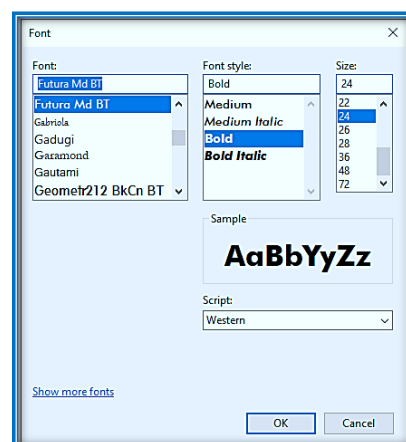 Font
Font: Font style: Size:
Futura Md BT Bold 24
Futura Md BT Medium 22
Gabriola Medium Italic 24
Gadugi Bold 26
Garamond Bold Italic 28
Gautami 36
Geometr212 BkCn BT 48
72
Sample
AaBbYyZz
Script:
Western
Show more fonts
OK Cancel